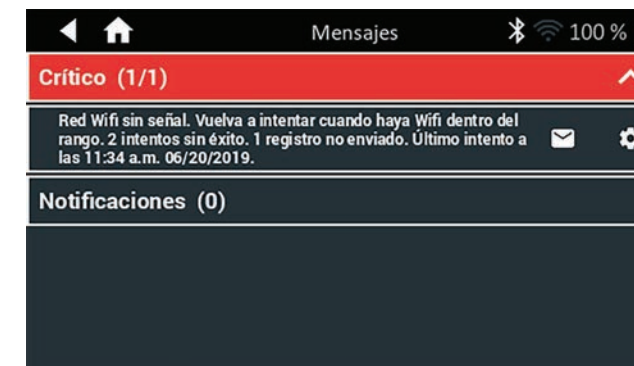 Mensajes 100 %
Crítico (1/1)
Red Wifi sin señal. Vuelva a intentar cuando haya Wifi dentro del
rango. 2 intentos sin éxito. 1 registro no enviado. Último intento a
las 11:34 a.m. 06/20/2019.
Notificaciones (0)